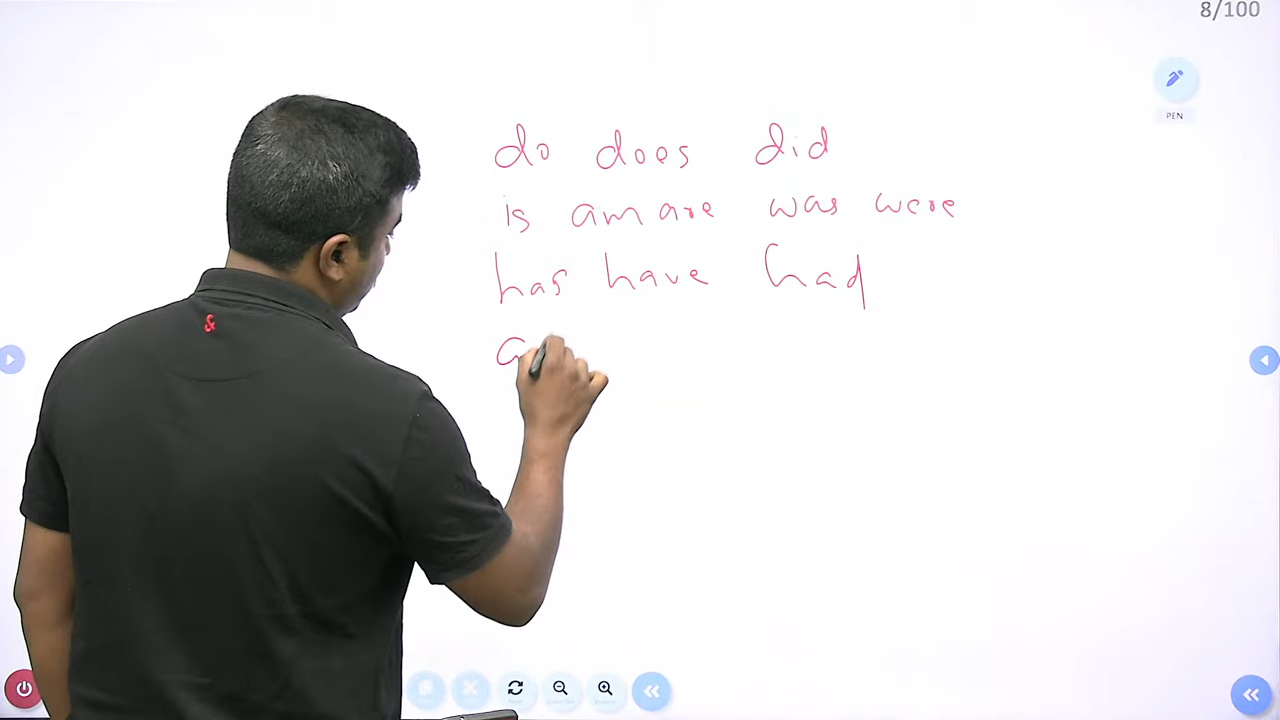 8/100
PEN
do does did
is am are was were
has have had